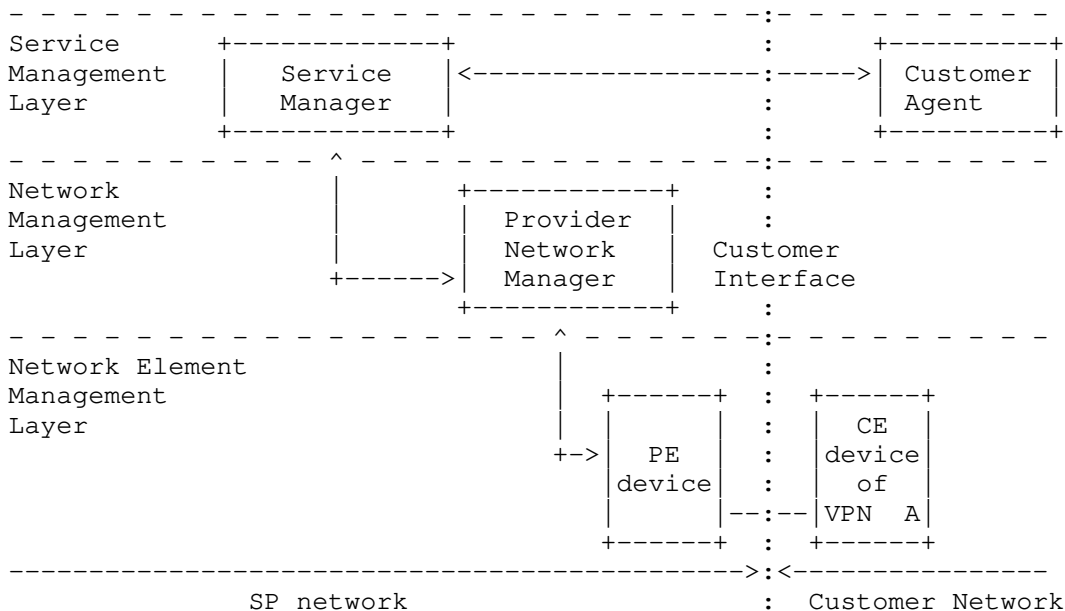 Service
Management Service Customer
Layer Manager Agent
Network
Management Provider
Layer Network Customer
Manager Interface
Network Element
Management
Layer CE
PE device
device of
VPN A
SP network Customer Network